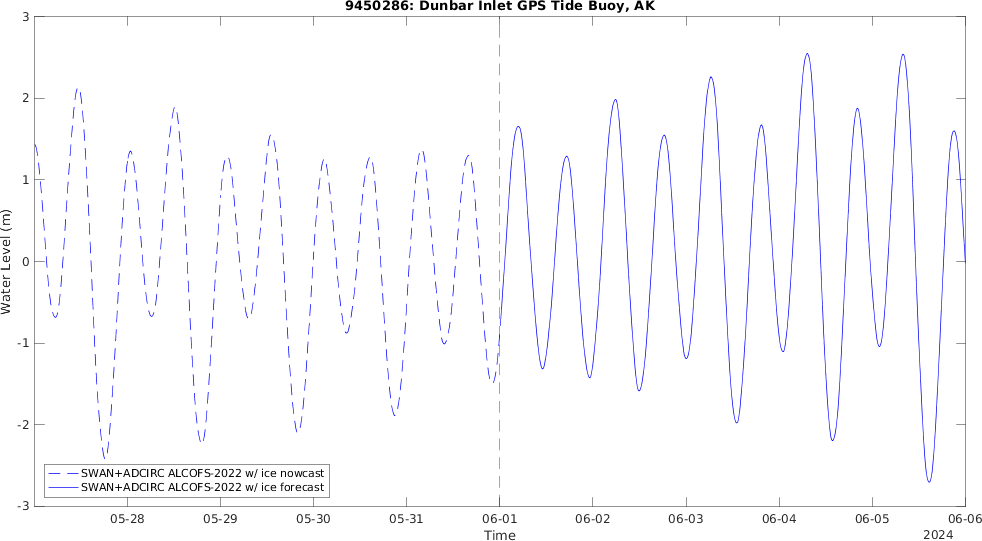 9450286: Dunbar Inlet GPS Tide Buoy, AK
3
2
1
0
-1
-2
-3
Water Level (m)
SWAN+ADCIRC ALCOFS-2022 w/ ice nowcast
SWAN+ADCIRC ALCOFS-2022 w/ ice forecast
05-28 05-29 05-30 05-31 06-01 06-02 06-03 06-04 06-05 06-06
Time
2024